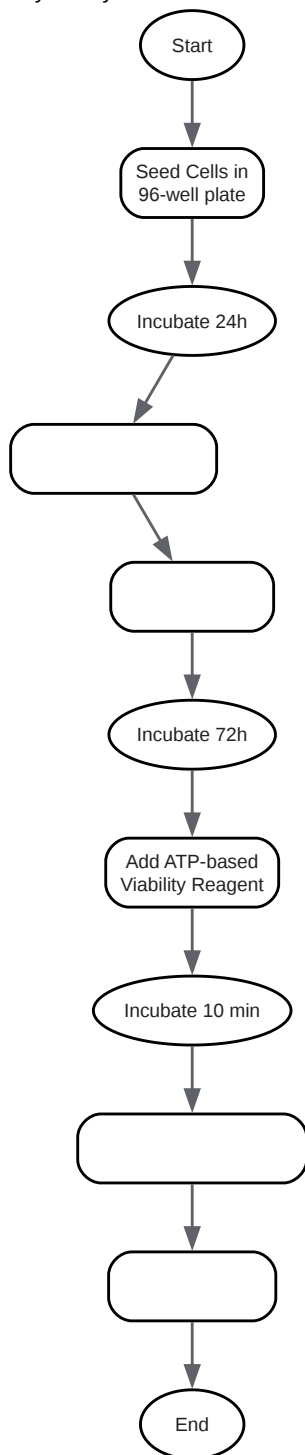 Start
Seed Cells in
96-well plate
Incubate 24h
Incubate 72h
Add ATP-based
Viability Reagent
Incubate 10 min
End